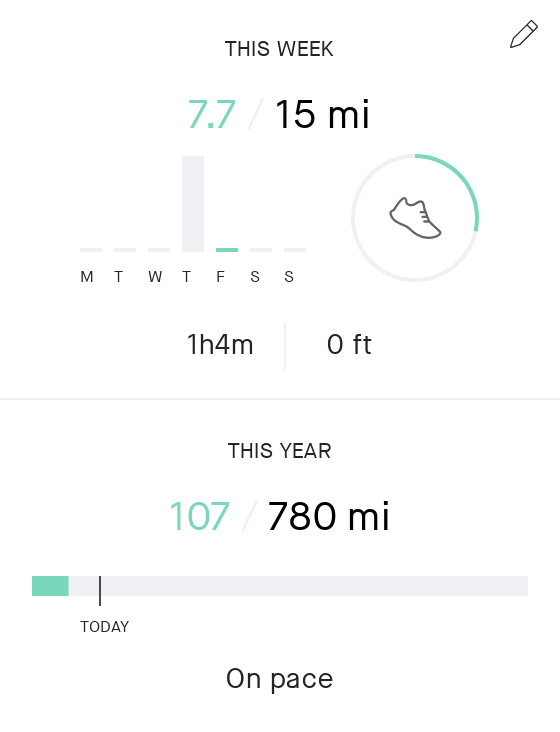 THIS WEEK
7.7 / 15 mi
M T W T F S S
1h4m 0 ft
THIS YEAR
107 / 780 mi
TODAY
On pace